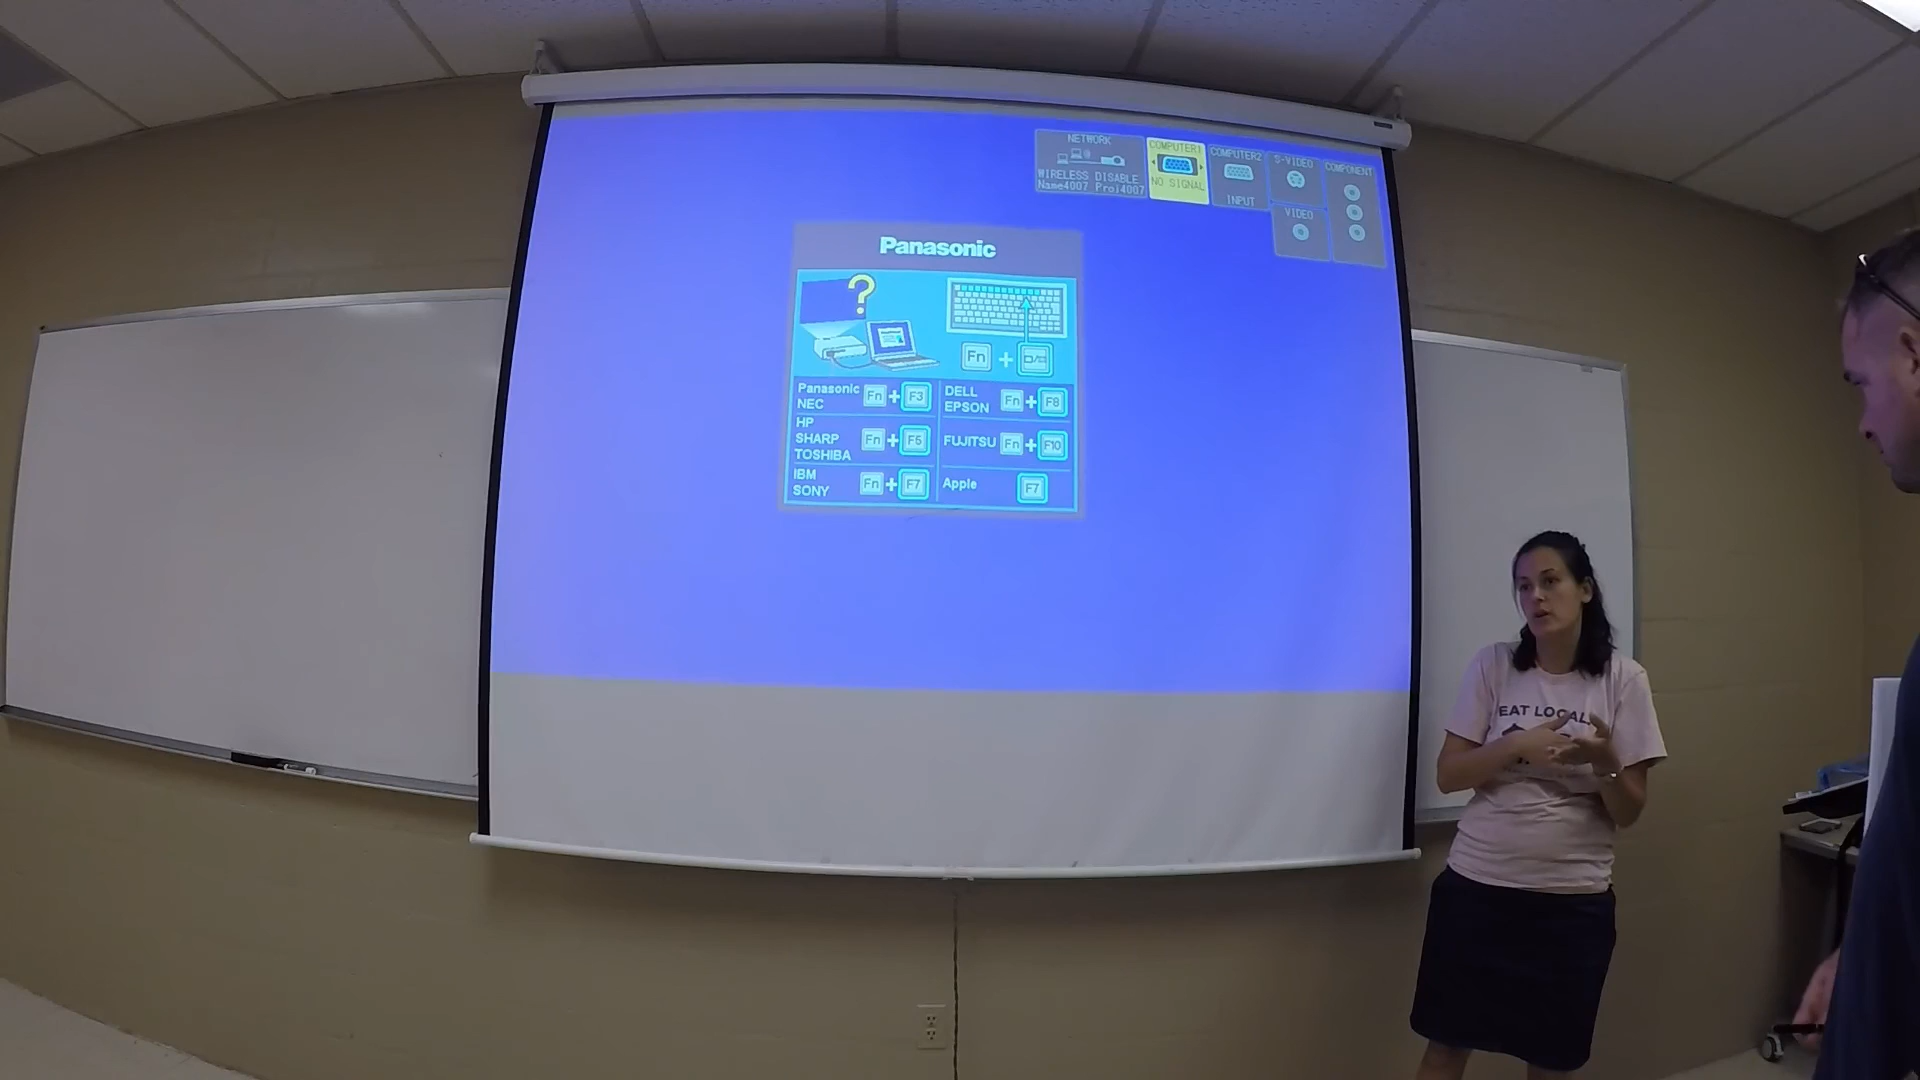 NETWORK
WIRELESS DISABLE
Name4007 Proj4007
COMPUTER1
NO SIGNAL
COMPUTER2
INPUT
S-VIDEO
VIDEO
COMPONENT
Panasonic
?
Fn +
Panasonic
NEC
Fn + F3
DELL
EPSON
Fn + F8
HP
SHARP
TOSHIBA
Fn + F5
FUJITSU
Fn + F10
IBM
SONY
Fn + F7
Apple
F7
EAT LOCAL.